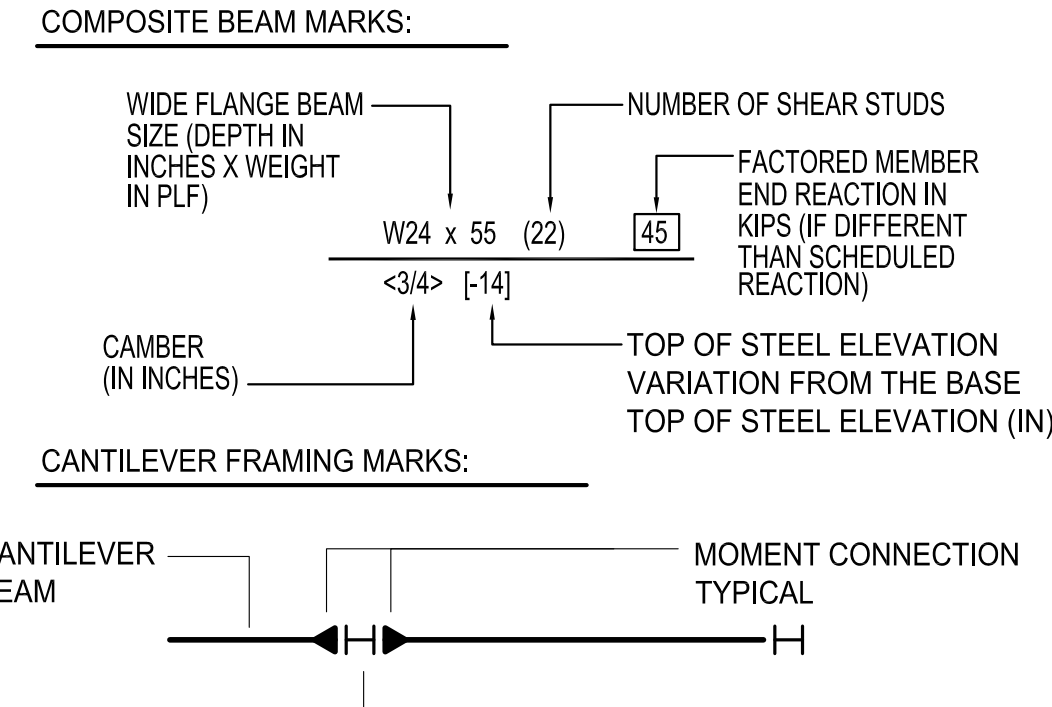 COMPOSITE BEAM MARKS:
WIDE FLANGE BEAM
SIZE (DEPTH IN
INCHES X WEIGHT
IN PLF)
NUMBER OF SHEAR STUDS
FACTORED MEMBER
END REACTION IN
KIPS (IF DIFFERENT
THAN SCHEDULED
REACTION)
W24 x 55 (22) 45
<3/4> [-14]
CAMBER
(IN INCHES)
TOP OF STEEL ELEVATION
VARIATION FROM THE BASE
TOP OF STEEL ELEVATION (IN)
CANTILEVER FRAMING MARKS:
ANTILEVER
EAM
MOMENT CONNECTION
TYPICAL